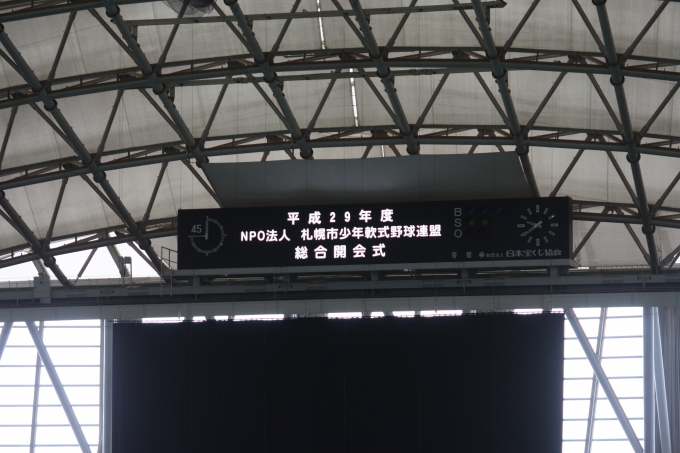 平成29年度
NPO法人 札幌市少年軟式野球連盟
総合開会式
45
B
S
O
日本宝くじ協会